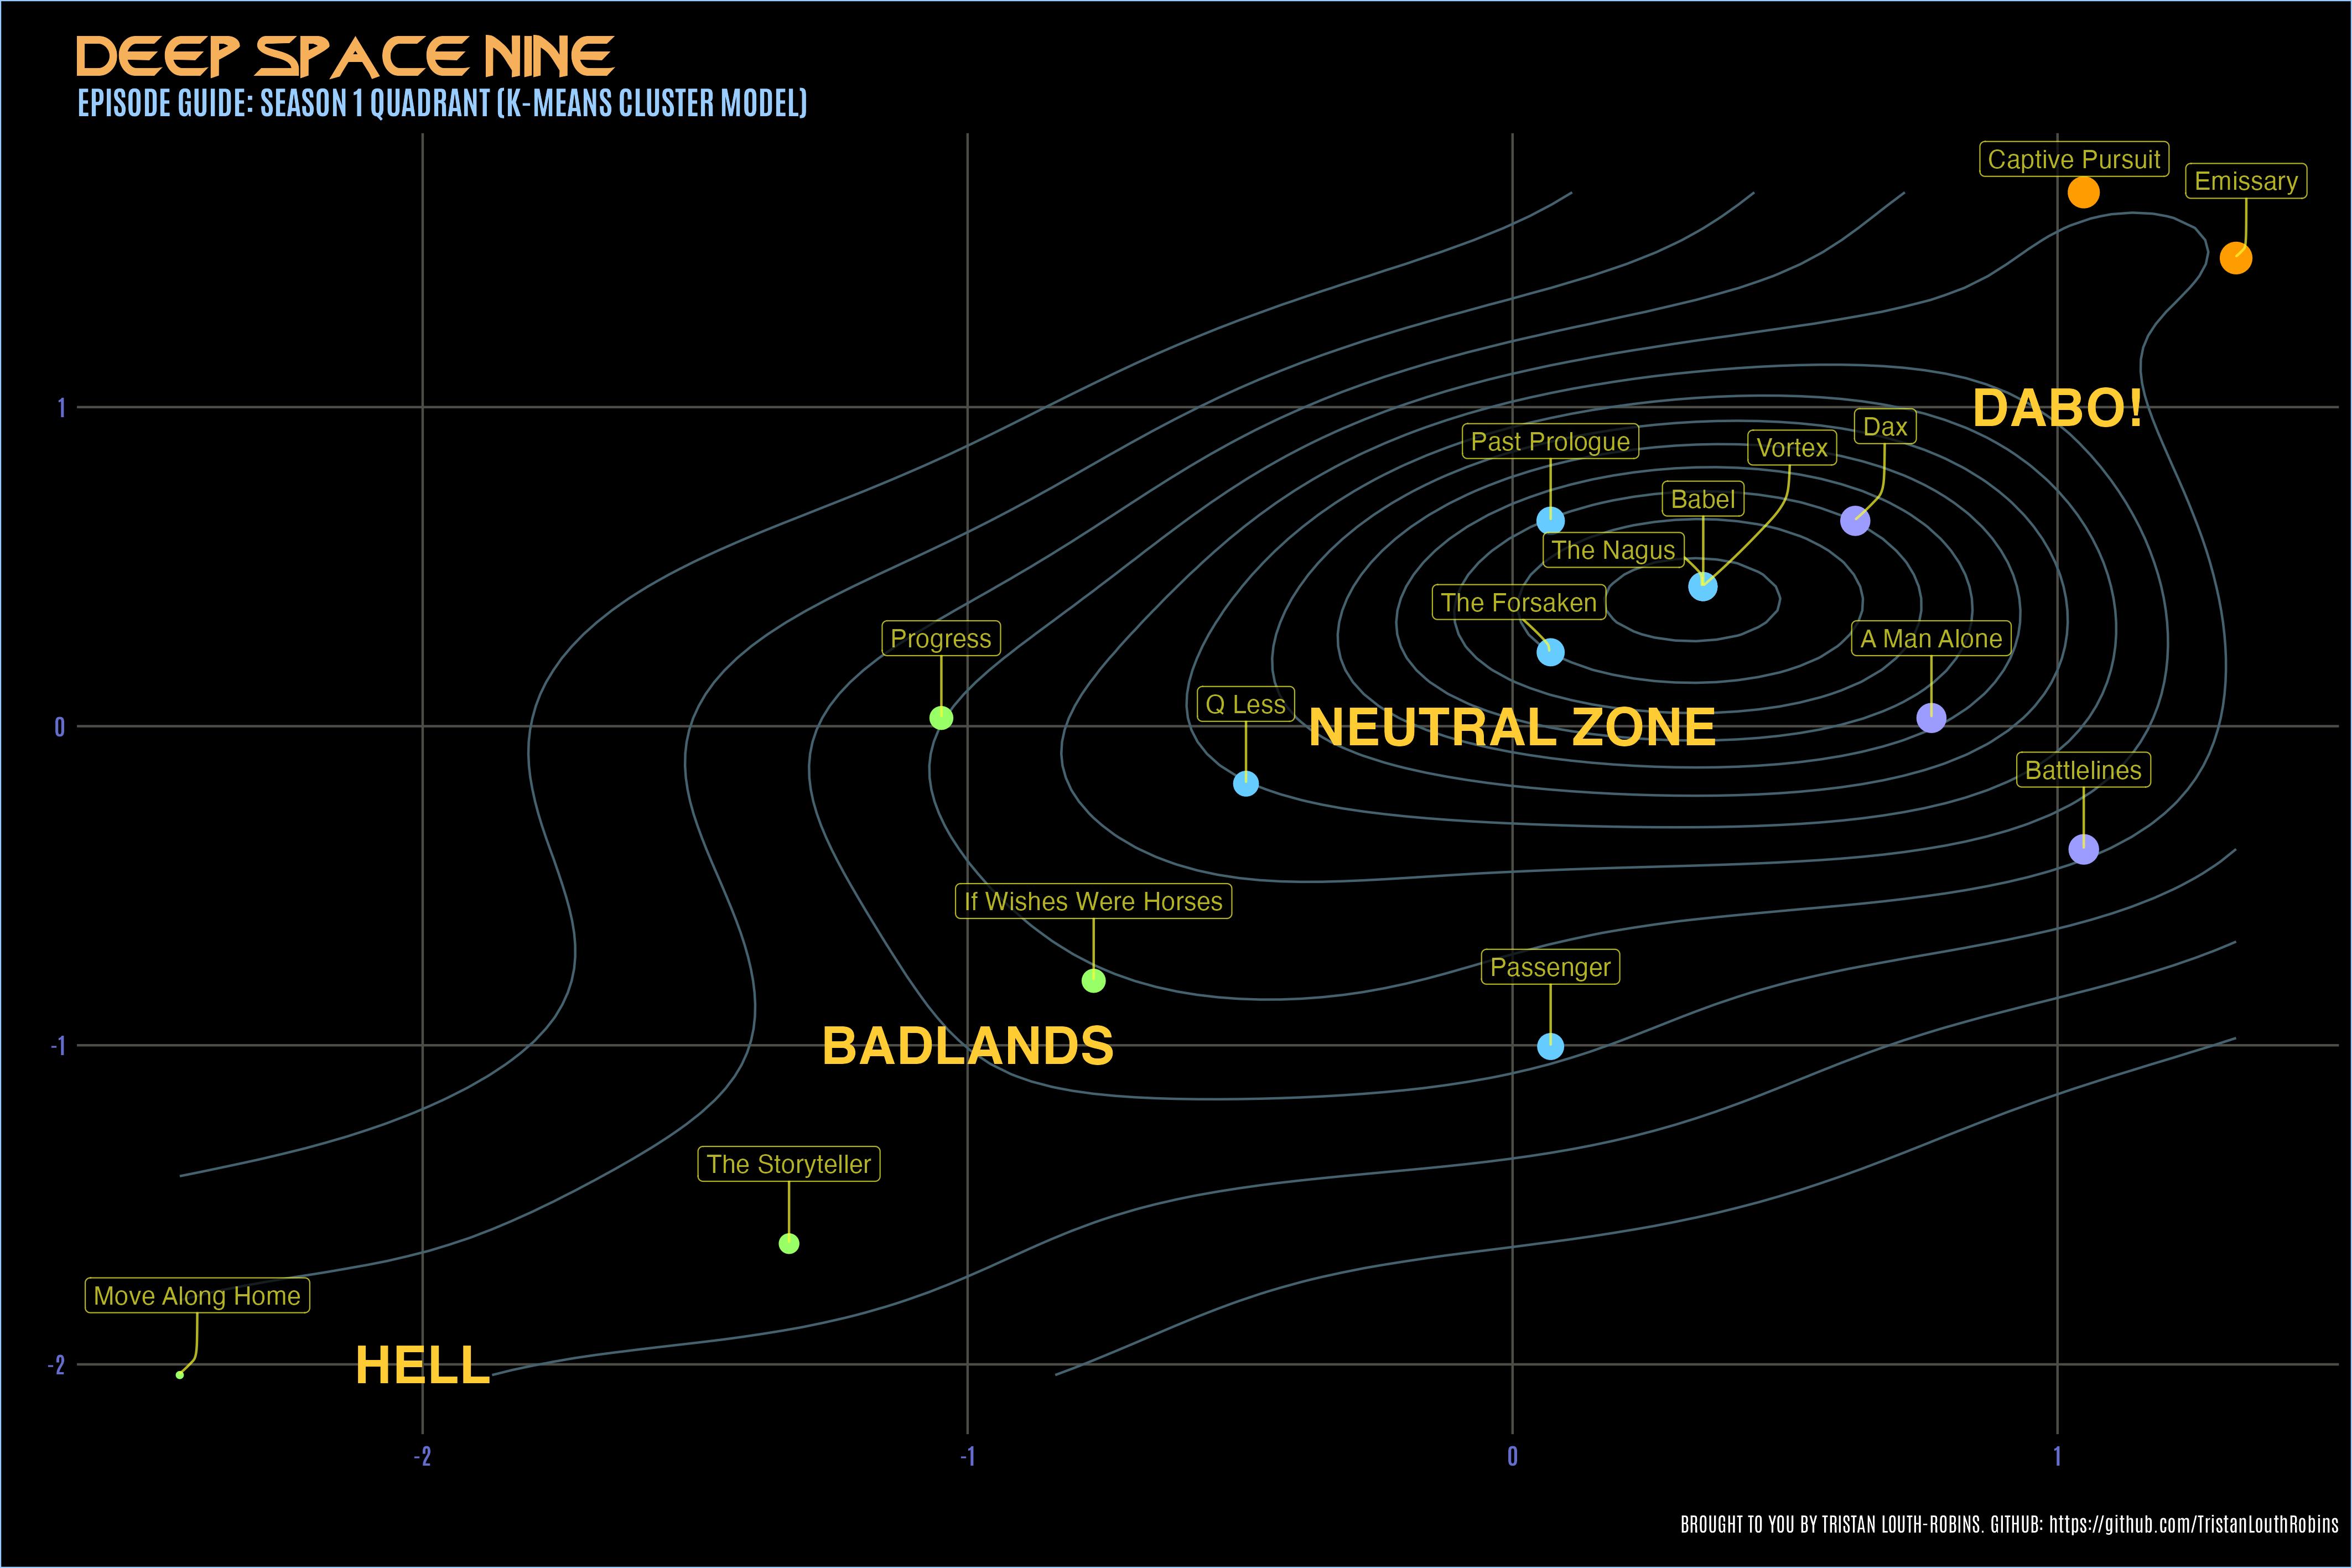 DEEP SPACE NINE
EPISODE GUIDE: SEASON 1 QUADRANT (K-MEANS CLUSTER MODEL)
Captive Pursuit
Emissary
1
DABO!
Dax
Past Prologue
Vortex
Babel
The Nagus
The Forsaken
Progress
A Man Alone
Q Less
0
NEUTRAL ZONE
Battlelines
If Wishes Were Horses
Passenger
-1
BADLANDS
The Storyteller
Move Along Home
-2
HELL
-2
-1
0
1
BROUGHT TO YOU BY TRISTAN LOUTH-ROBINS. GITHUB: https://github.com/TristanLouthRobins